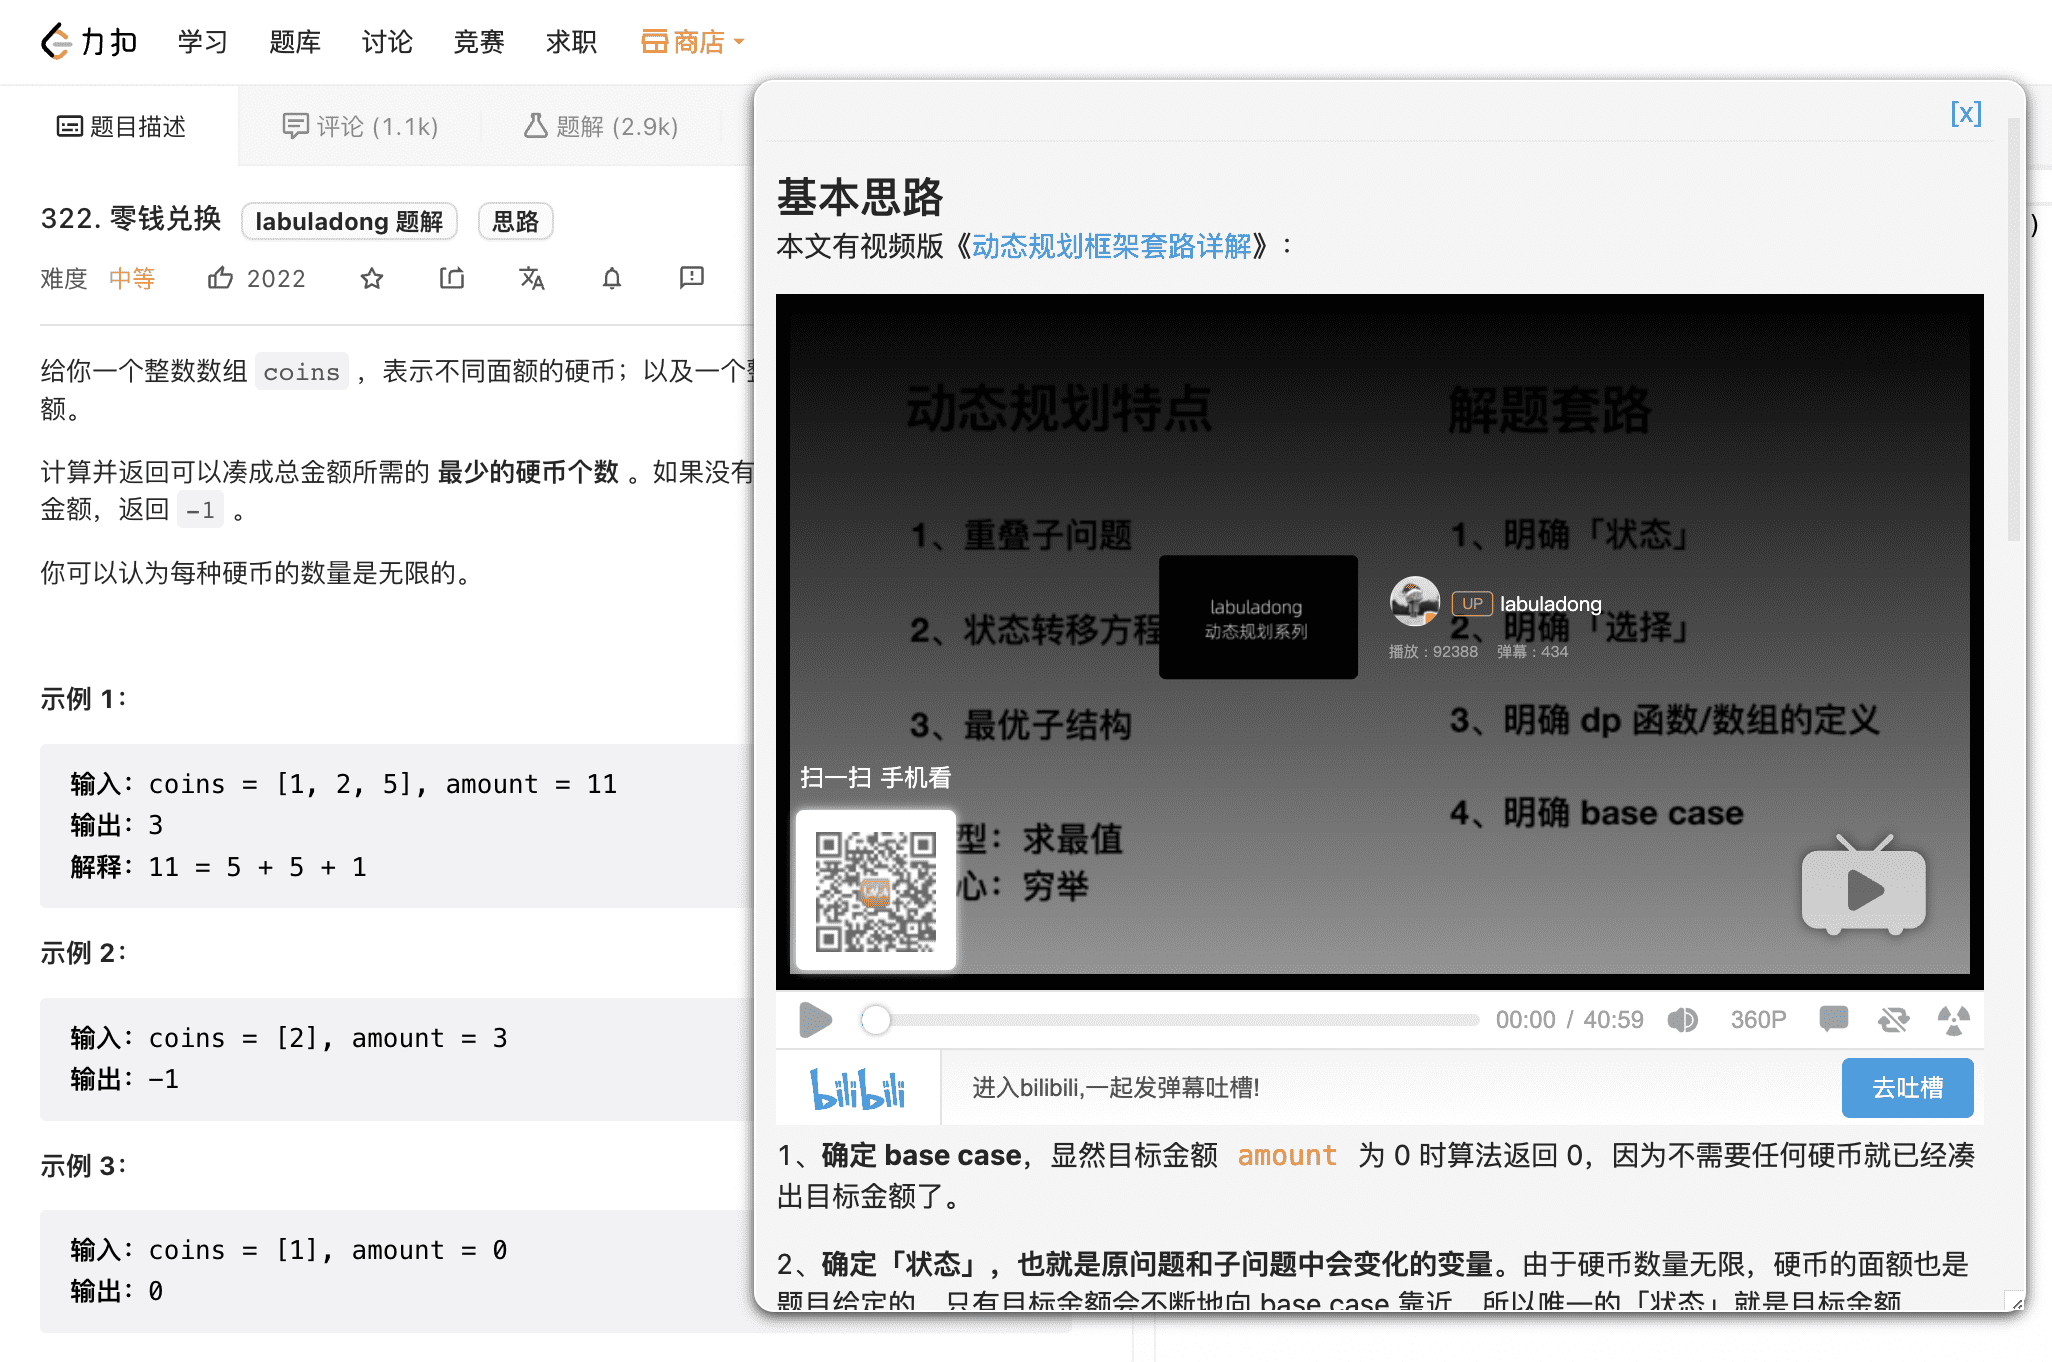 力扣 学习 题库 讨论 竞赛 求职 商店
题目描述 评论 (1.1k) 题解 (2.9k)
322. 零钱兑换 labuladong 题解 思路
难度 中等 2022
给你一个整数数组 coins ，表示不同面额的硬币；以及一个
额。
计算并返回可以凑成总金额所需的 最少的硬币个数 。如果没有
金额，返回 -1 。
你可以认为每种硬币的数量是无限的。
示例 1：
输入：coins = [1, 2, 5], amount = 11
输出：3
解释：11 = 5 + 5 + 1
示例 2：
输入：coins = [2], amount = 3
输出：-1
示例 3：
输入：coins = [1], amount = 0
输出：0
[x]
)
基本思路
本文有视频版《动态规划框架套路详解》：
动态规划特点
1、重叠子问题
2、状态转移方程
3、最优子结构
型：求最值
心：穷举
解题套路
1、明确「状态」
2、明确「选择」
3、明确 dp 函数/数组的定义
4、明确 base case
labuladong
动态规划系列
UP labuladong
播放：92388 弹幕：434
扫一扫 手机看
00:00 / 40:59 360P
bilibili 进入bilibili,一起发弹幕吐槽! 去吐槽
1、确定 base case，显然目标金额 amount 为 0 时算法返回 0，因为不需要任何硬币就已经凑
出目标金额了。
2、确定「状态」，也就是原问题和子问题中会变化的变量。由于硬币数量无限，硬币的面额也是
题目给定的，只有目标金额会不断地向 base case 靠近，所以唯一的「状态」就是目标金额